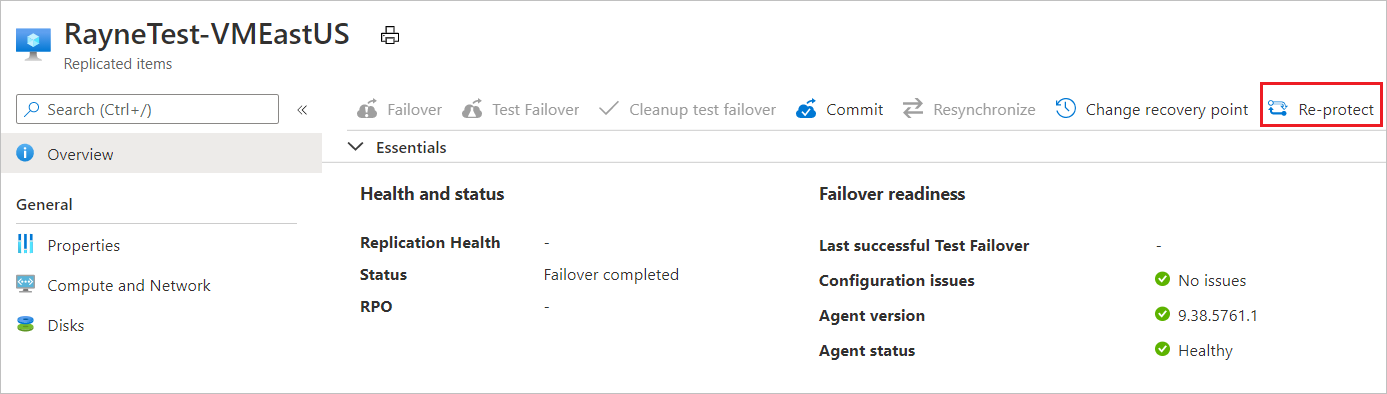 RayneTest-VMEastUS
Replicated items
Search (Ctrl+/)
«
Failover
Test Failover
Cleanup test failover
Commit
Resynchronize
Change recovery point
Re-protect
Overview
General
Properties
Compute and Network
Disks
Essentials
Health and status
Replication Health -
Status Failover completed
RPO -
Failover readiness
Last successful Test Failover -
Configuration issues No issues
Agent version 9.38.5761.1
Agent status Healthy